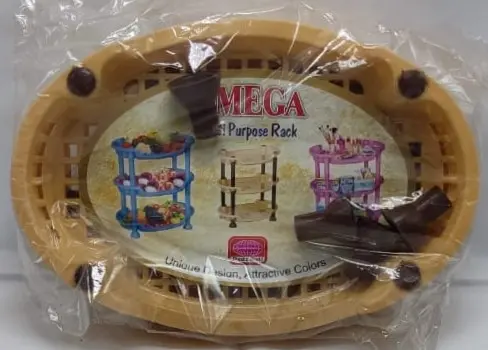 MEGA
Purpose Rack
Unique Design, Attractive Colors